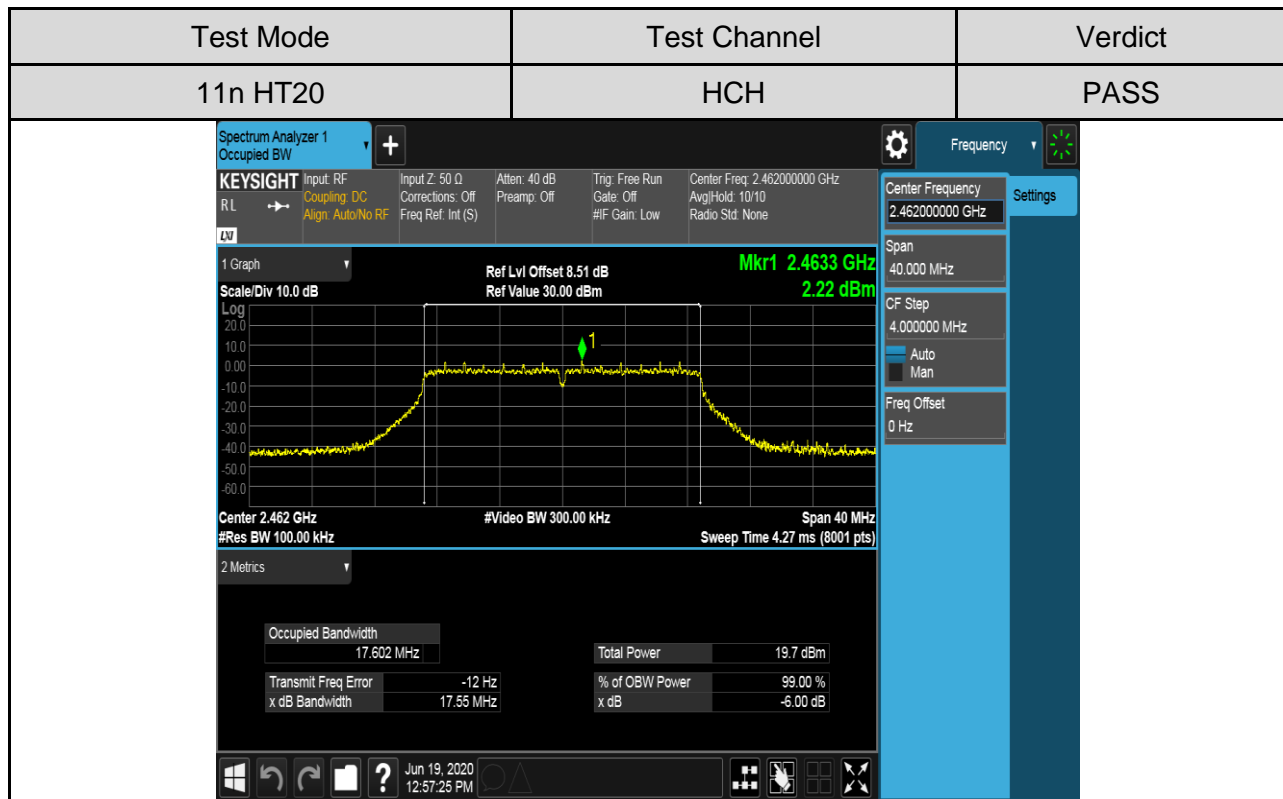 Test Mode Test Channel Verdict
11n HT20 HCH PASS
Spectrum Analyzer 1
Occupied BW
+
Frequency
KEYSIGHT Input: RF Input Z: 50 Ω Atten: 40 dB Trig: Free Run Center Freq: 2.462000000 GHz
RL Coupling: DC Corrections: Off Preamp: Off Gate: Off Avg|Hold: 10/10
Align: Auto/No RF Freq Ref: Int (S) #IF Gain: Low Radio Std: None
LXI
Center Frequency
2.462000000 GHz
Settings
Span
40.000 MHz
CF Step
4.000000 MHz
Auto
Man
Freq Offset
0 Hz
1 Graph
Ref Lvl Offset 8.51 dB Mkr1 2.4633 GHz
Scale/Div 10.0 dB Ref Value 30.00 dBm 2.22 dBm
Log
20.0
10.0
0.00
-10.0
-20.0
-30.0
-40.0
-50.0
-60.0
1
Center 2.462 GHz #Video BW 300.00 kHz Span 40 MHz
#Res BW 100.00 kHz Sweep Time 4.27 ms (8001 pts)
2 Metrics
Occupied Bandwidth
17.602 MHz Total Power 19.7 dBm
Transmit Freq Error -12 Hz % of OBW Power 99.00 %
x dB Bandwidth 17.55 MHz x dB -6.00 dB
? Jun 19, 2020
12:57:25 PM